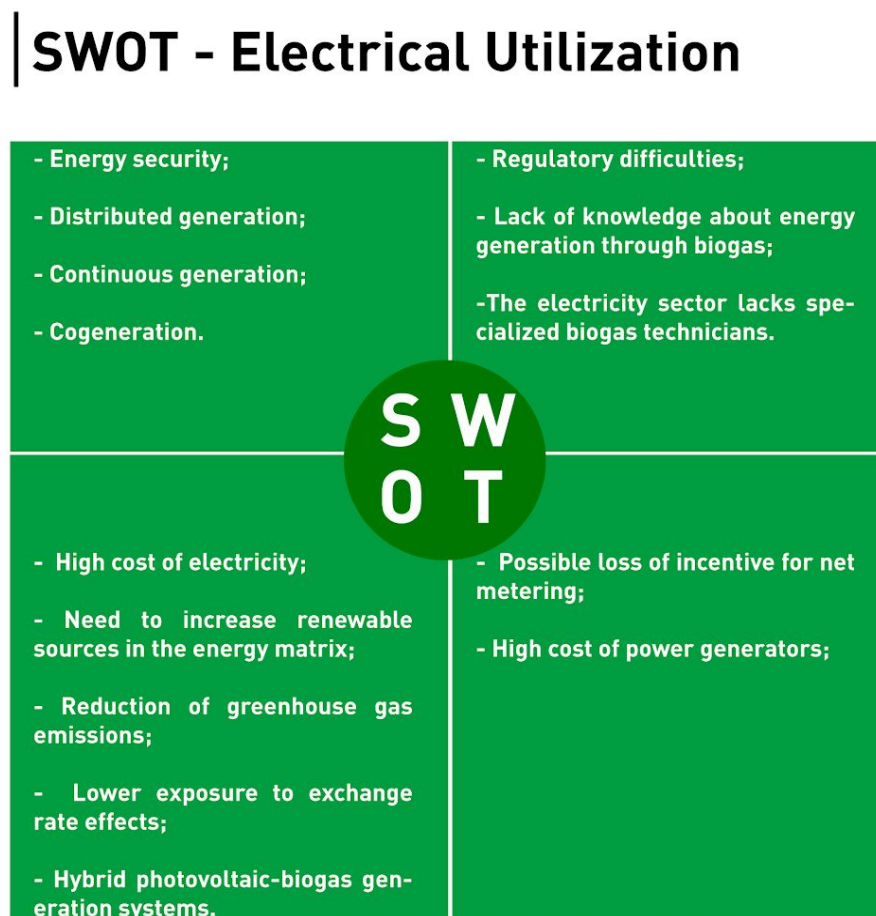 SWOT - Electrical Utilization
- Energy security;
- Distributed generation;
- Continuous generation;
- Cogeneration.
- Regulatory difficulties;
- Lack of knowledge about energy
generation through biogas;
-The electricity sector lacks spe-
cialized biogas technicians.
S W
O T
- High cost of electricity;
- Need to increase renewable
sources in the energy matrix;
- Reduction of greenhouse gas
emissions;
- Lower exposure to exchange
rate effects;
- Hybrid photovoltaic-biogas gen-
eration systems.
- Possible loss of incentive for net
metering;
- High cost of power generators;